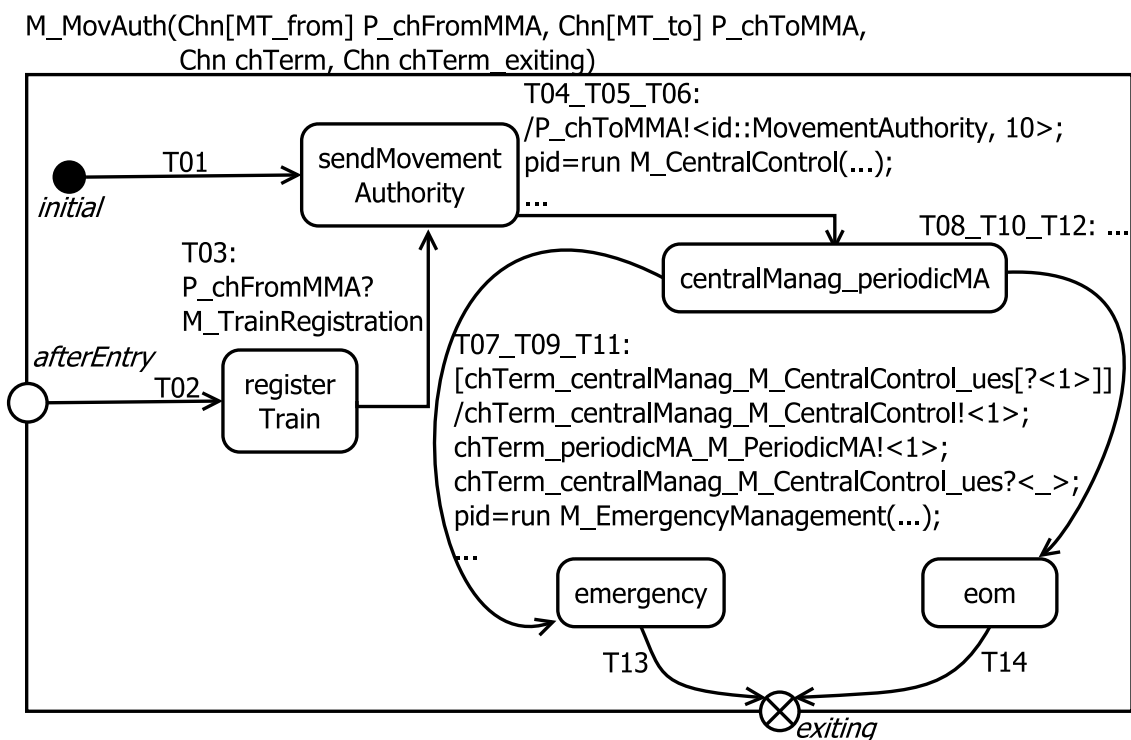 M_MovAuth(Chn[MT_from] P_chFromMMA, Chn[MT_to] P_chToMMA,
Chn chTerm, Chn chTerm_exiting)
T04_T05_T06:
/P_chToMMA!<id::MovementAuthority, 10>;
pid=run M_CentralControl(...);
...
T01
sendMovement
Authority
initial
T08_T10_T12: ...
T03:
P_chFromMMA?
M_TrainRegistration
centralManag_periodicMA
afterEntry
T02
register
Train
T07_T09_T11:
[chTerm_centralManag_M_CentralControl_ues[?<1>]]
/chTerm_centralManag_M_CentralControl!<1>;
chTerm_periodicMA_M_PeriodicMA!<1>;
chTerm_centralManag_M_CentralControl_ues?<_>;
pid=run M_EmergencyManagement(...);
...
emergency
eom
T13
T14
exiting